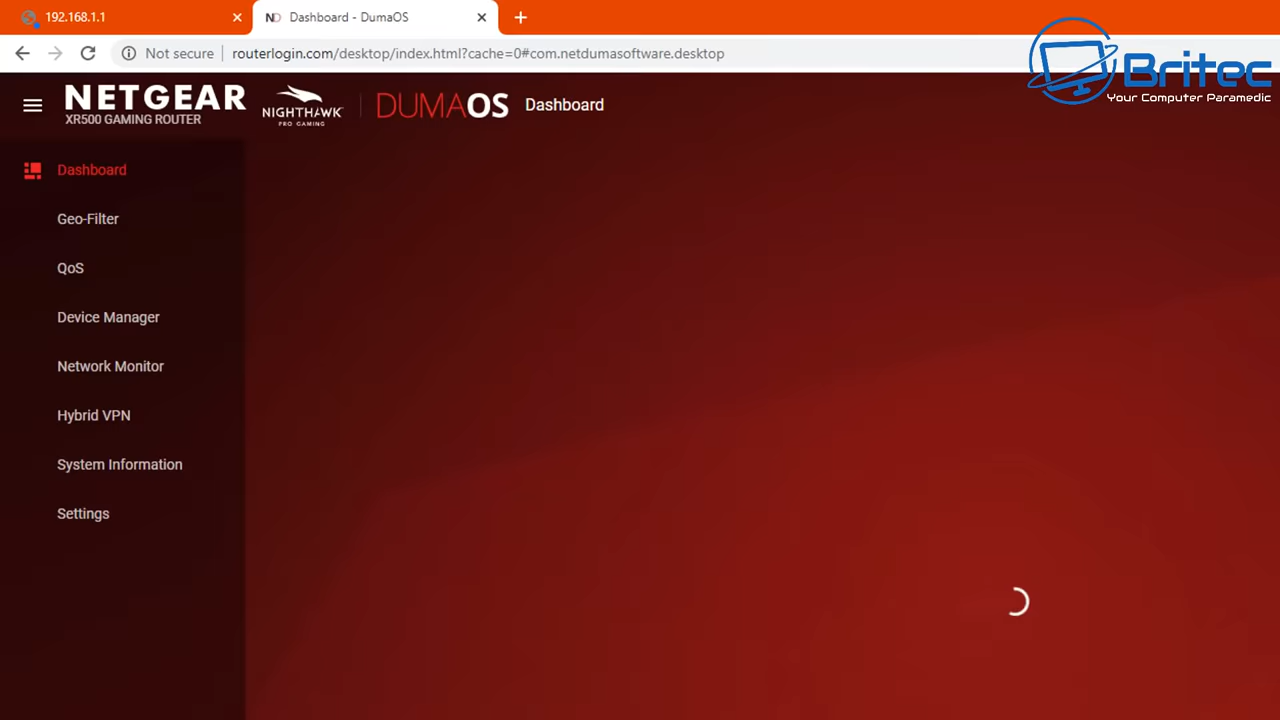 192.168.1.1
Dashboard - DumaOS
Not secure
routerlogin.com/desktop/index.html?cache=0#com.netdumasoftware.desktop
Britec
Your Computer Paramedic
NETGEAR
XR500 GAMING ROUTER
NIGHTHAWK
PRO GAMING
DUMAOS
Dashboard
Dashboard
Geo-Filter
QoS
Device Manager
Network Monitor
Hybrid VPN
System Information
Settings